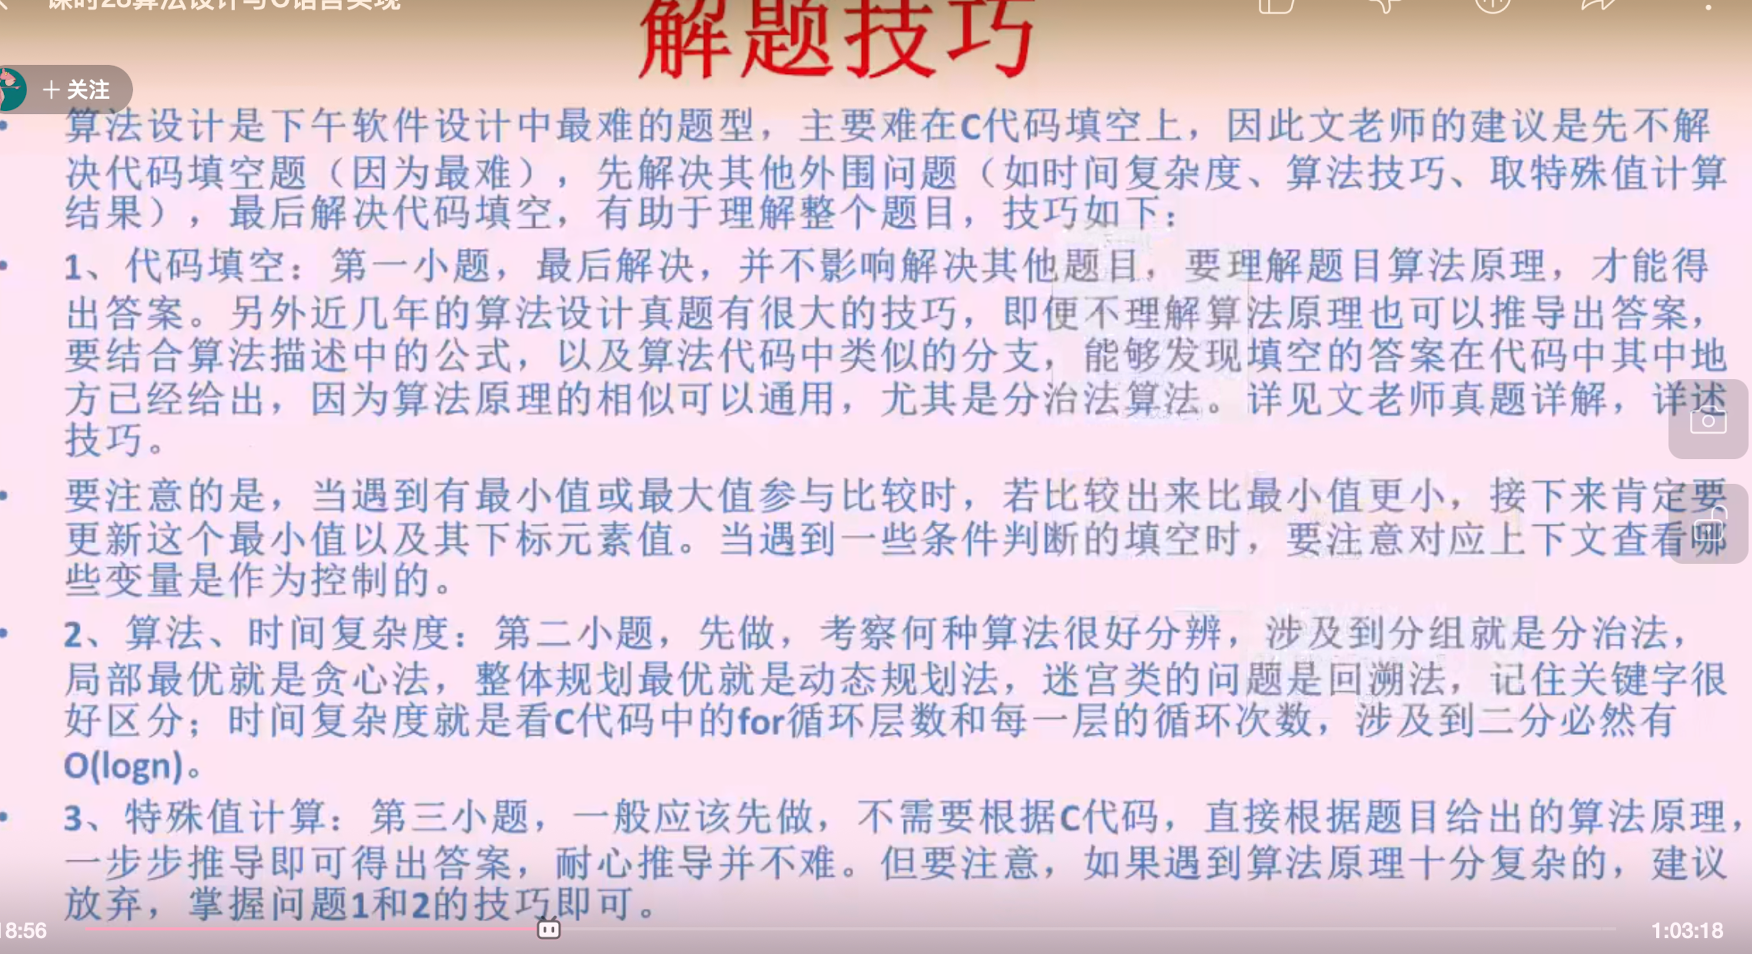 课时28算法设计与C语言实现
解题技巧
+ 关注
• 算法设计是下午软件设计中最难的题型，主要难在C代码填空上，因此文老师的建议是先不解
决代码填空题（因为最难），先解决其他外围问题（如时间复杂度、算法技巧、取特殊值计算
结果），最后解决代码填空，有助于理解整个题目，技巧如下：
• 1、代码填空：第一小题，最后解决，并不影响解决其他题目，要理解题目算法原理，才能得
出答案。另外近几年的算法设计真题有很大的技巧，即便不理解算法原理也可以推导出答案，
要结合算法描述中的公式，以及算法代码中类似的分支，能够发现填空的答案在代码中其中地
方已经给出，因为算法原理的相似可以通用，尤其是分治法算法。详见文老师真题详解，详述
技巧。
• 要注意的是，当遇到有最小值或最大值参与比较时，若比较出来比最小值更小，接下来肯定要
更新这个最小值以及其下标元素值。当遇到一些条件判断的填空时，要注意对应上下文查看哪
些变量是作为控制的。
• 2、算法、时间复杂度：第二小题，先做，考察何种算法很好分辨，涉及到分组就是分治法，
局部最优就是贪心法，整体规划最优就是动态规划法，迷宫类的问题是回溯法，记住关键字很
好区分；时间复杂度就是看C代码中的for循环层数和每一层的循环次数，涉及到二分必然有
O(logn)。
• 3、特殊值计算：第三小题，一般应该先做，不需要根据C代码，直接根据题目给出的算法原理，
一步步推导即可得出答案，耐心推导并不难。但要注意，如果遇到算法原理十分复杂的，建议
放弃，掌握问题1和2的技巧即可。
18:56
1:03:18